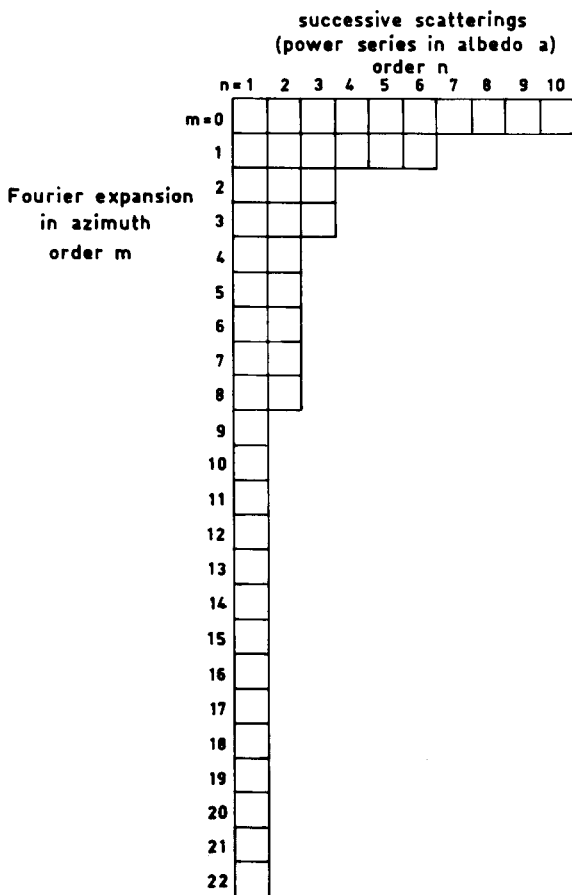 successive scatterings
(power series in albedo a)
order n
n=1 2 3 4 5 6 7 8 9 10
m=0
1
Fourier expansion
in azimuth
order m
2
3
4
5
6
7
8
9
10
11
12
13
14
15
16
17
18
19
20
21
22